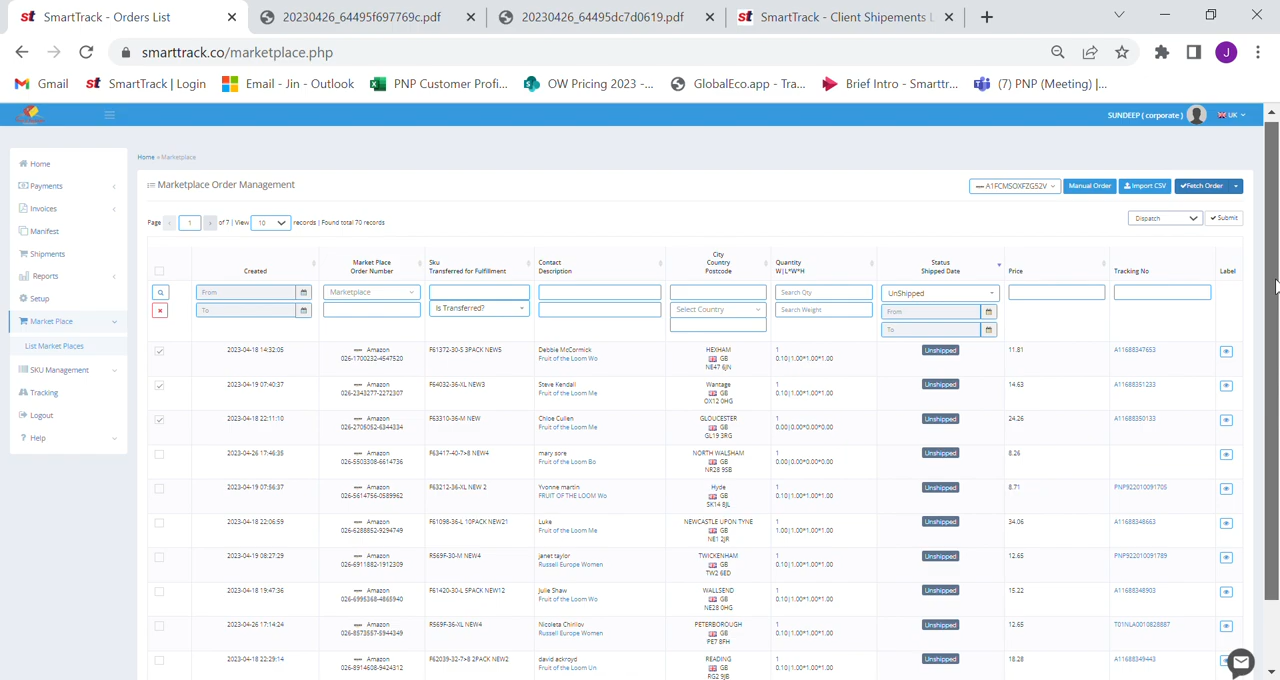 SmartTrack - Orders List
20230426_64495f697769c.pdf
20230426_64495dc7d0619.pdf
SmartTrack - Client Shipements L
smarttrack.co/marketplace.php
J
Gmail
SmartTrack | Login
Email - Jin - Outlook
PNP Customer Profi...
OW Pricing 2023 -...
GlobalEco.app - Tra...
Brief Intro - Smarttr...
(7) PNP (Meeting) |...
SUNDEEP ( corporate )
UK
Home
Payments
Invoices
Manifest
Shipments
Reports
Setup
Market Place
List Market Places
SKU Management
Tracking
Logout
Help
Home » Marketplace
Marketplace Order Management
A1FCMSOXFZG52V
Manual Order
Import CSV
Fetch Order
Page 1 of 7 | View 10 records | Found total 70 records
Dispatch
Submit
Created
Market Place
Order Number
Sku
Transferred for Fulfillment
Contact
Description
City
Country
Postcode
Quantity
W|L*W*H
Status
Shipped Date
Price
Tracking No
Label
From
To
Marketplace
Is Transferred?
Select Country
Search Qty
Search Weight
UnShipped
From
To
2023-04-18 14:32:05 Amazon F61372-30-S 3PACK NEW5 Debbie McCormick HEXHAM 1 Unshipped 11.81 A11688347653
026-1700232-4547520 Fruit of the Loom Wo GB 0.10|1.00*1.00*1.00
NE47 6JN
2023-04-19 07:40:37 Amazon F64032-36-XL NEW3 Steve Kendall Wantage 1 Unshipped 14.63 A11688351233
026-2343277-2272307 Fruit of the Loom Me GB 0.10|1.00*1.00*1.00
OX12 0HG
2023-04-18 22:11:10 Amazon F63310-36-M NEW Chloe Cullen GLOUCESTER 1 Unshipped 24.26 A11688350133
026-2705052-6344334 Fruit of the Loom Me GB 0.00|0.00*0.00*0.00
GL19 3RG
2023-04-26 17:46:38 Amazon F63417-40-7>8 NEW4 mary sore NORTH WALSHAM 1 Unshipped 8.26
026-5503308-6614736 Fruit of the Loom Bo GB 0.00|0.00*0.00*0.00
NR28 9SB
2023-04-19 07:56:37 Amazon F63212-36-XL NEW 2 Yvonne martin Hyde 1 Unshipped 8.71 PNP922010091705
026-5614756-0589962 FRUIT OF THE LOOM Wo GB 0.10|1.00*1.00*1.00
SK14 8JL
2023-04-18 22:06:59 Amazon F61098-36-L 10PACK NEW21 Luke NEWCASTLE UPON TYNE 1 Unshipped 34.06 A11688348663
026-6288852-9294749 Fruit of the Loom Me GB 1.00|1.00*1.00*1.00
NE1 2JR
2023-04-19 08:27:29 Amazon R569F-30-M NEW4 janet taylor TWICKENHAM 1 Unshipped 12.65 PNP922010091789
026-6911882-1912309 Russell Europe Women GB 0.10|1.00*1.00*1.00
TW2 6ED
2023-04-18 19:47:36 Amazon F61420-30-L 5PACK NEW12 Julie Shaw WALLSEND 1 Unshipped 15.22 A11688348903
026-6995368-4865940 Fruit of the Loom Wo GB 0.10|1.00*1.00*1.00
NE28 0HG
2023-04-26 17:14:24 Amazon R569F-36-XL NEW4 Nicoleta Chirilov PETERBOROUGH 1 Unshipped 12.65 T01NLA0010828887
026-8573557-5944349 Russell Europe Women GB 0.10|1.00*1.00*1.00
PE7 8FH
2023-04-18 22:29:14 Amazon F62039-32-7>8 2PACK NEW2 david ackroyd READING 1 Unshipped 18.28 A11688349443
026-8914608-9424312 Fruit of the Loom Un GB 0.10|1.00*1.00*1.00
RG2 9JB